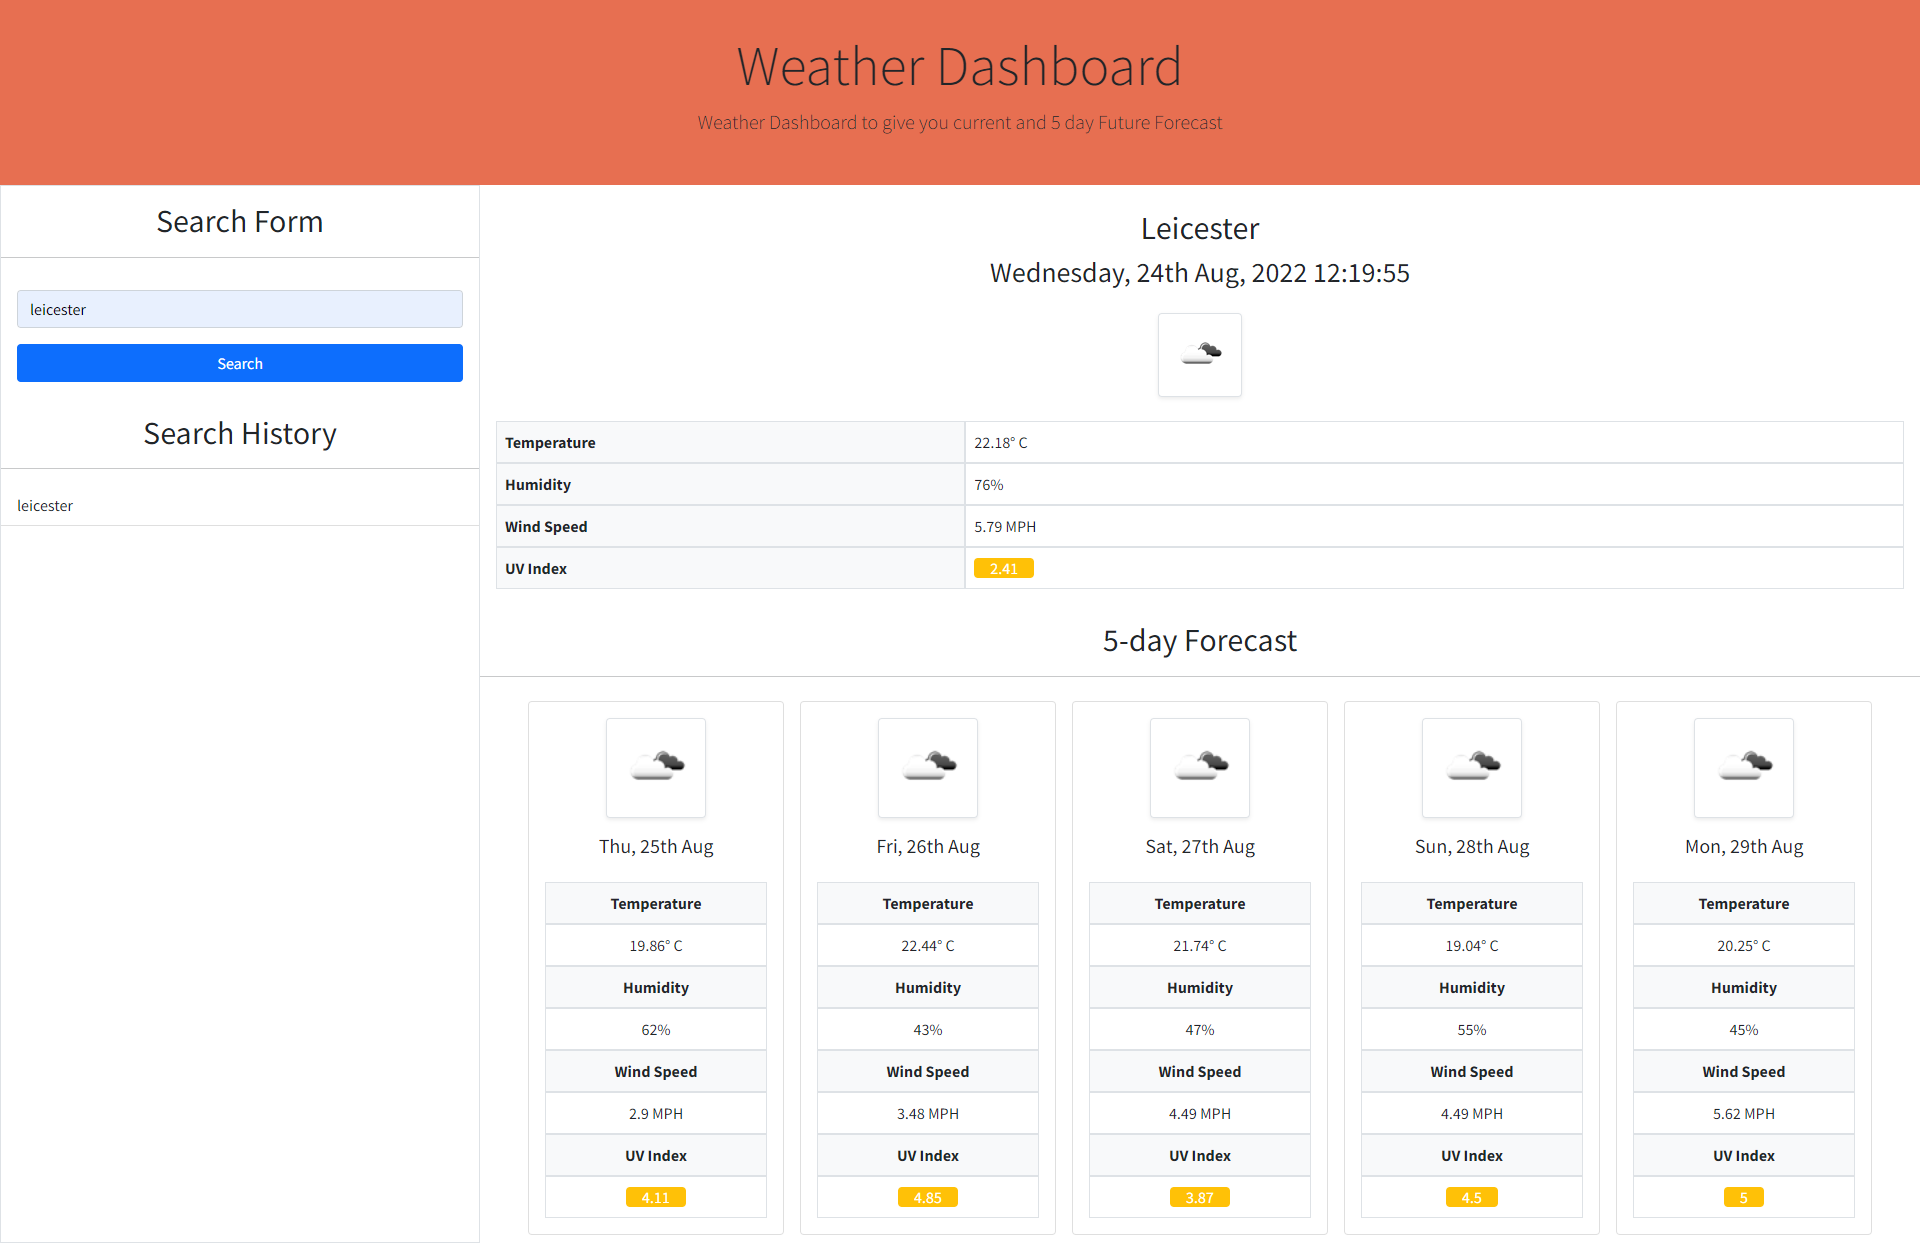 Weather Dashboard
Weather Dashboard to give you current and 5 day Future Forecast
Search Form
leicester
Search
Search History
leicester
Leicester
Wednesday, 24th Aug, 2022 12:19:55
Temperature 22.18° C
Humidity 76%
Wind Speed 5.79 MPH
UV Index 2.41
5-day Forecast
Thu, 25th Aug
Temperature
19.86° C
Humidity
62%
Wind Speed
2.9 MPH
UV Index
4.11
Fri, 26th Aug
Temperature
22.44° C
Humidity
43%
Wind Speed
3.48 MPH
UV Index
4.85
Sat, 27th Aug
Temperature
21.74° C
Humidity
47%
Wind Speed
4.49 MPH
UV Index
3.87
Sun, 28th Aug
Temperature
19.04° C
Humidity
55%
Wind Speed
4.49 MPH
UV Index
4.5
Mon, 29th Aug
Temperature
20.25° C
Humidity
45%
Wind Speed
5.62 MPH
UV Index
5